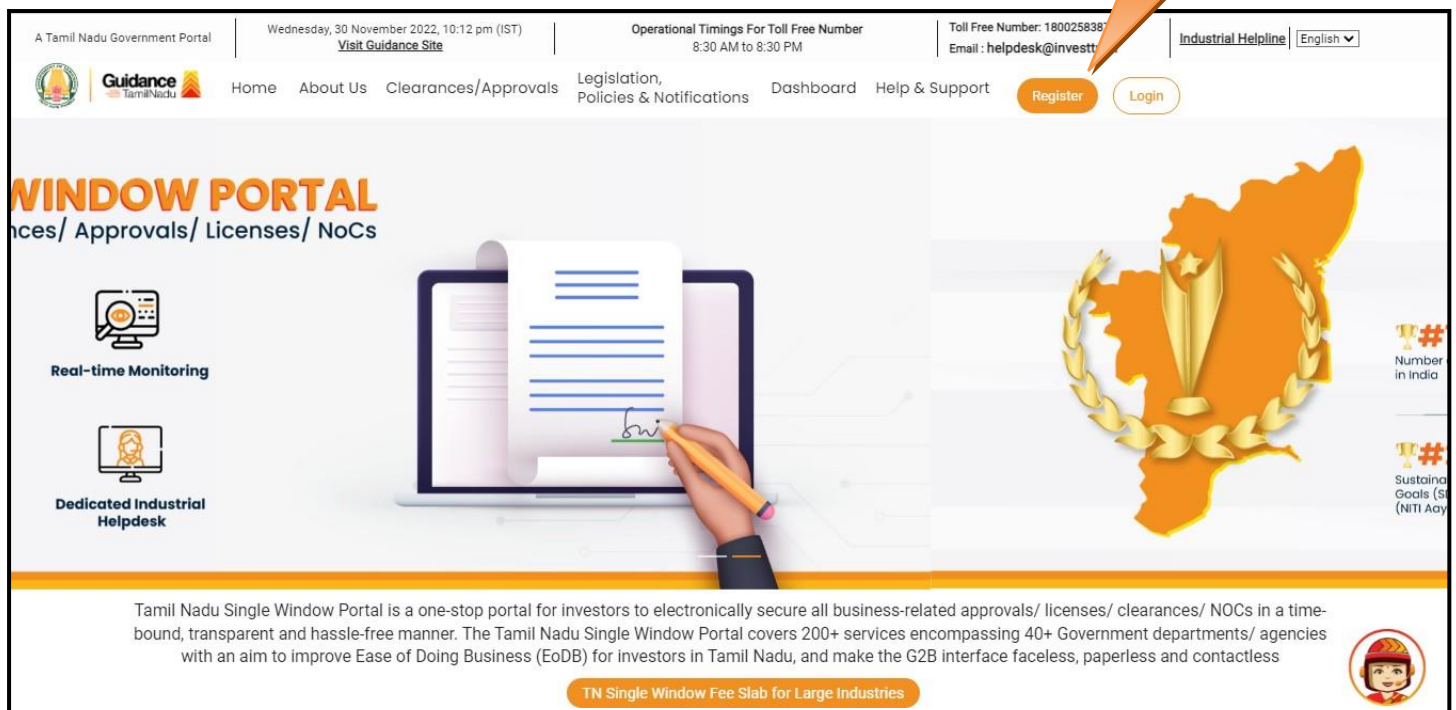 A Tamil Nadu Government Portal
Wednesday, 30 November 2022, 10:12 pm (IST)
Visit Guidance Site
Operational Timings For Toll Free Number
8:30 AM to 8:30 PM
Toll Free Number: 180025838
Email : helpdesk@investt
Industrial Helpline
English
Guidance
TamilNadu
Home About Us Clearances/Approvals Legislation, Policies & Notifications Dashboard Help & Support Register Login
WINDOW PORTAL
nces/ Approvals/ Licenses/ NoCs
Real-time Monitoring
Dedicated Industrial
Helpdesk
#
Number
in India
#
Sustaina
Goals (S
(NITI Aay
Tamil Nadu Single Window Portal is a one-stop portal for investors to electronically secure all business-related approvals/ licenses/ clearances/ NOCs in a time-
bound, transparent and hassle-free manner. The Tamil Nadu Single Window Portal covers 200+ services encompassing 40+ Government departments/ agencies
with an aim to improve Ease of Doing Business (EoDB) for investors in Tamil Nadu, and make the G2B interface faceless, paperless and contactless
TN Single Window Fee Slab for Large Industries